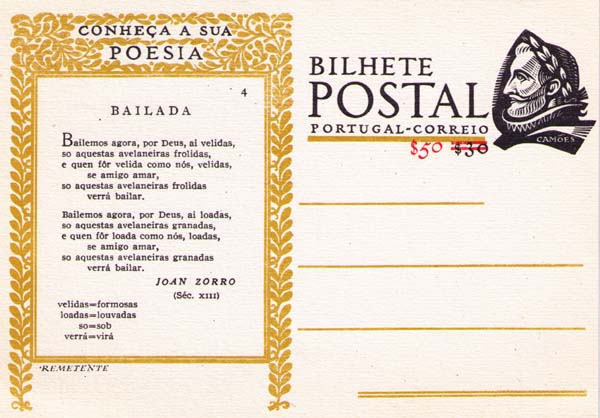 CONHEÇA A SUA
POESIA
4
BAILADA
Bailemos agora, por Deus, ai velidas,
so aquestas avelaneiras frolidas,
e quen fôr velida como nós, velidas,
se amigo amar,
so aquestas avelaneiras frolidas
verrá bailar.
Bailemos agora, por Deus, ai loadas,
so aquestas avelaneiras granadas,
e quen fôr loada como nós, loadas,
se amigo amar,
so aquestas avelaneiras granadas
verrá bailar.
JOAN ZORRO
(Séc. XIII)
velidas=formosas
loadas=louvadas
so=sob
verrá=virá
REMETENTE
BILHETE
POSTAL
PORTUGAL-CORREIO
$50 $30
CAMÕES